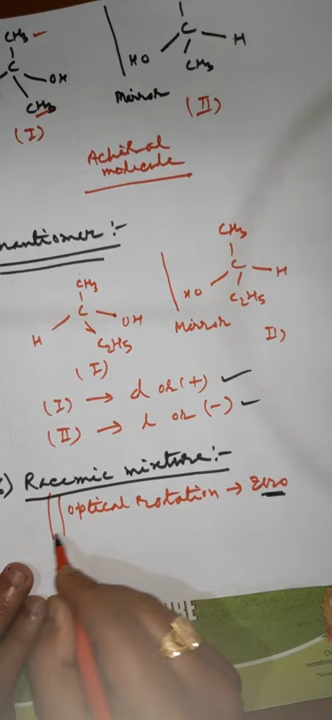 CH₃
C
OH
CH₃
(I)
C
HO
H
CH₃
Mirror
(II)
Achiral
molecule
nantiomer:-
CH₃
C
H
OH
C₂H₅
(I)
CH₃
C
HO
H
C₂H₅
Mirror
II)
(I) → d or (+) ✓
(II) → l or (-) ✓
) Racemic mixture:-
optical rotation → Zero